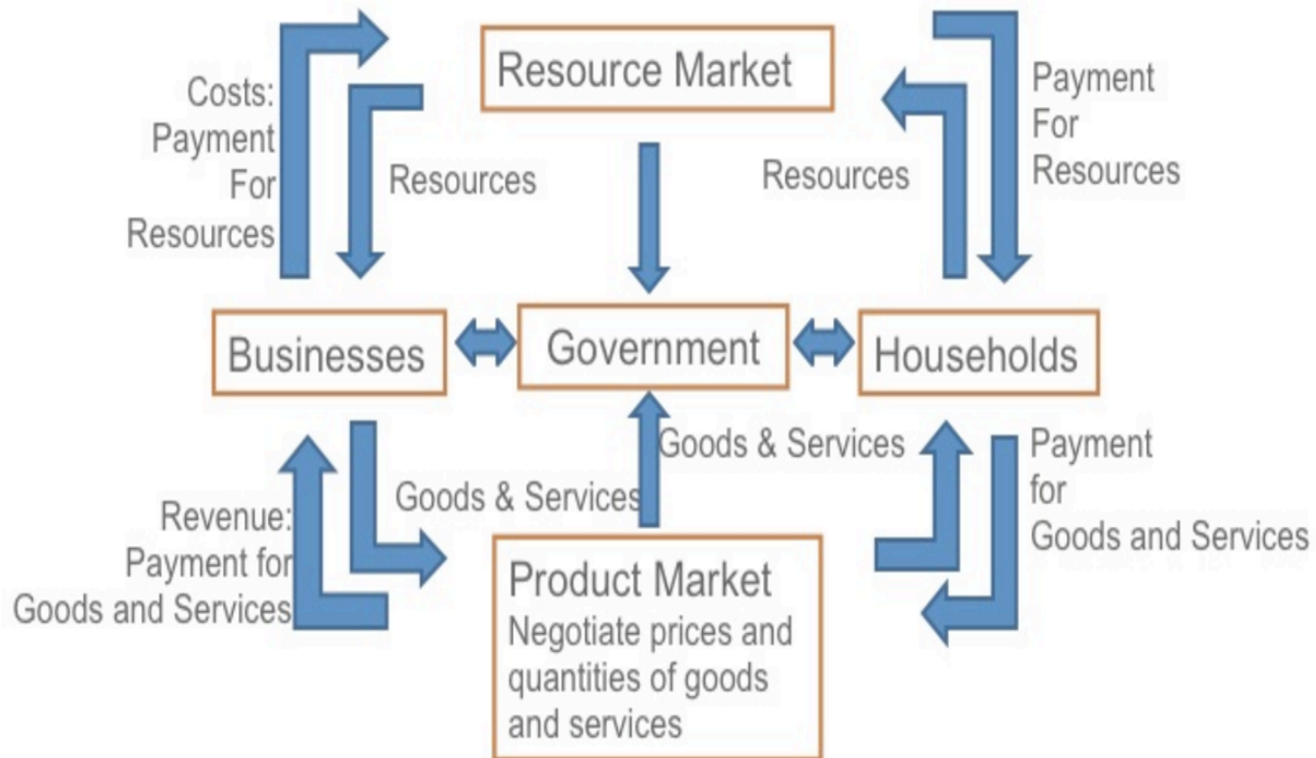 Resource Market
Costs:
Payment
For
Resources
Resources
Resources
Payment
For
Resources
Businesses
Government
Households
Goods & Services
Payment
for
Goods and Services
Goods & Services
Revenue:
Payment for
Goods and Services
Product Market
Negotiate prices and
quantities of goods
and services